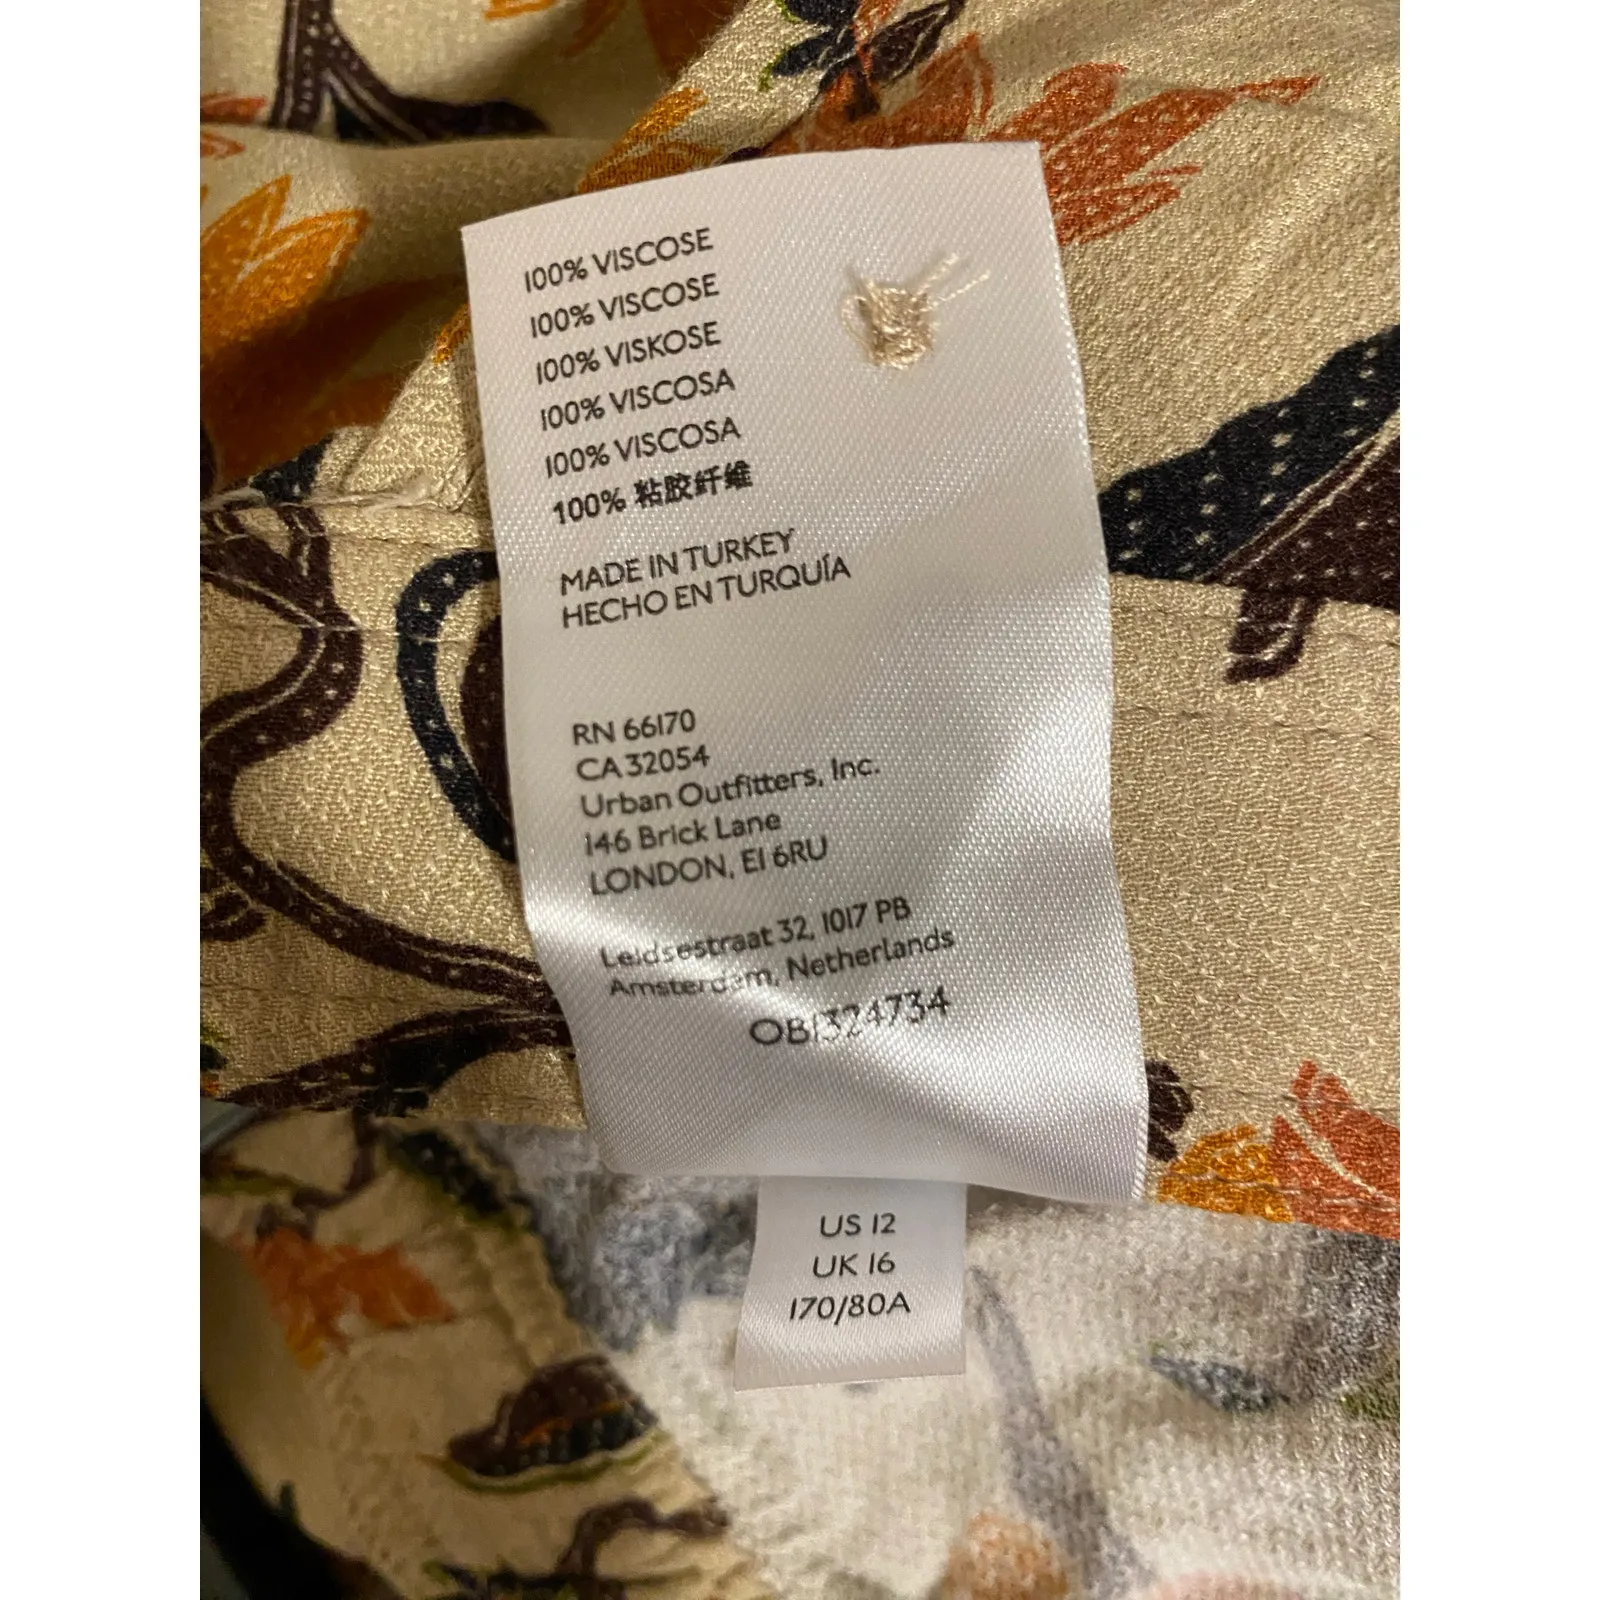 100% VISCOSE
100% VISCOSE
100% VISKOSE
100% VISCOSA
100% VISCOSA
100% 粘胶纤维
MADE IN TURKEY
HECHO EN TURQUÍA
RN 66170
CA 32054
Urban Outfitters, Inc.
146 Brick Lane
LONDON, E1 6RU
Leidsestraat 32, 1017 PB
Amsterdam, Netherlands
OB1324734
US 12
UK 16
170/80A